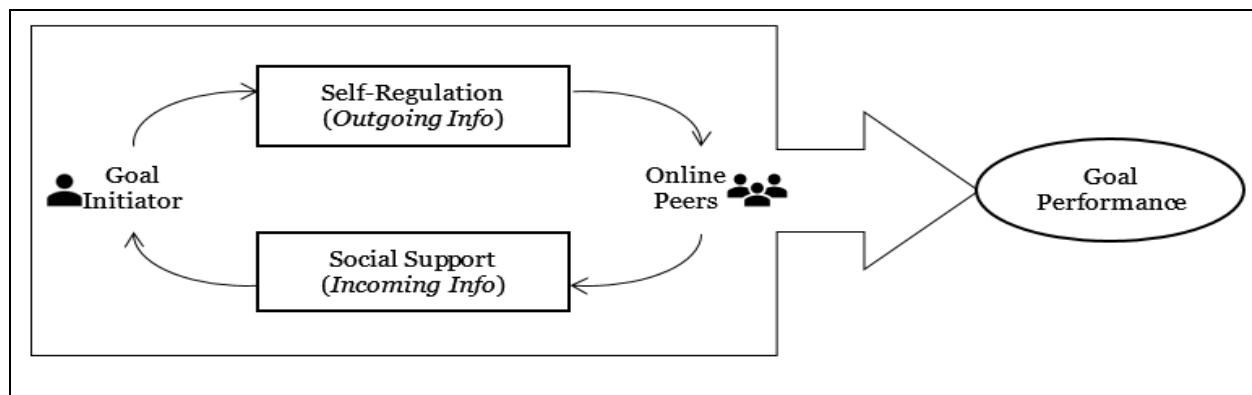 Self-Regulation
(Outgoing Info)
Goal
Initiator
Online
Peers
Social Support
(Incoming Info)
Goal
Performance